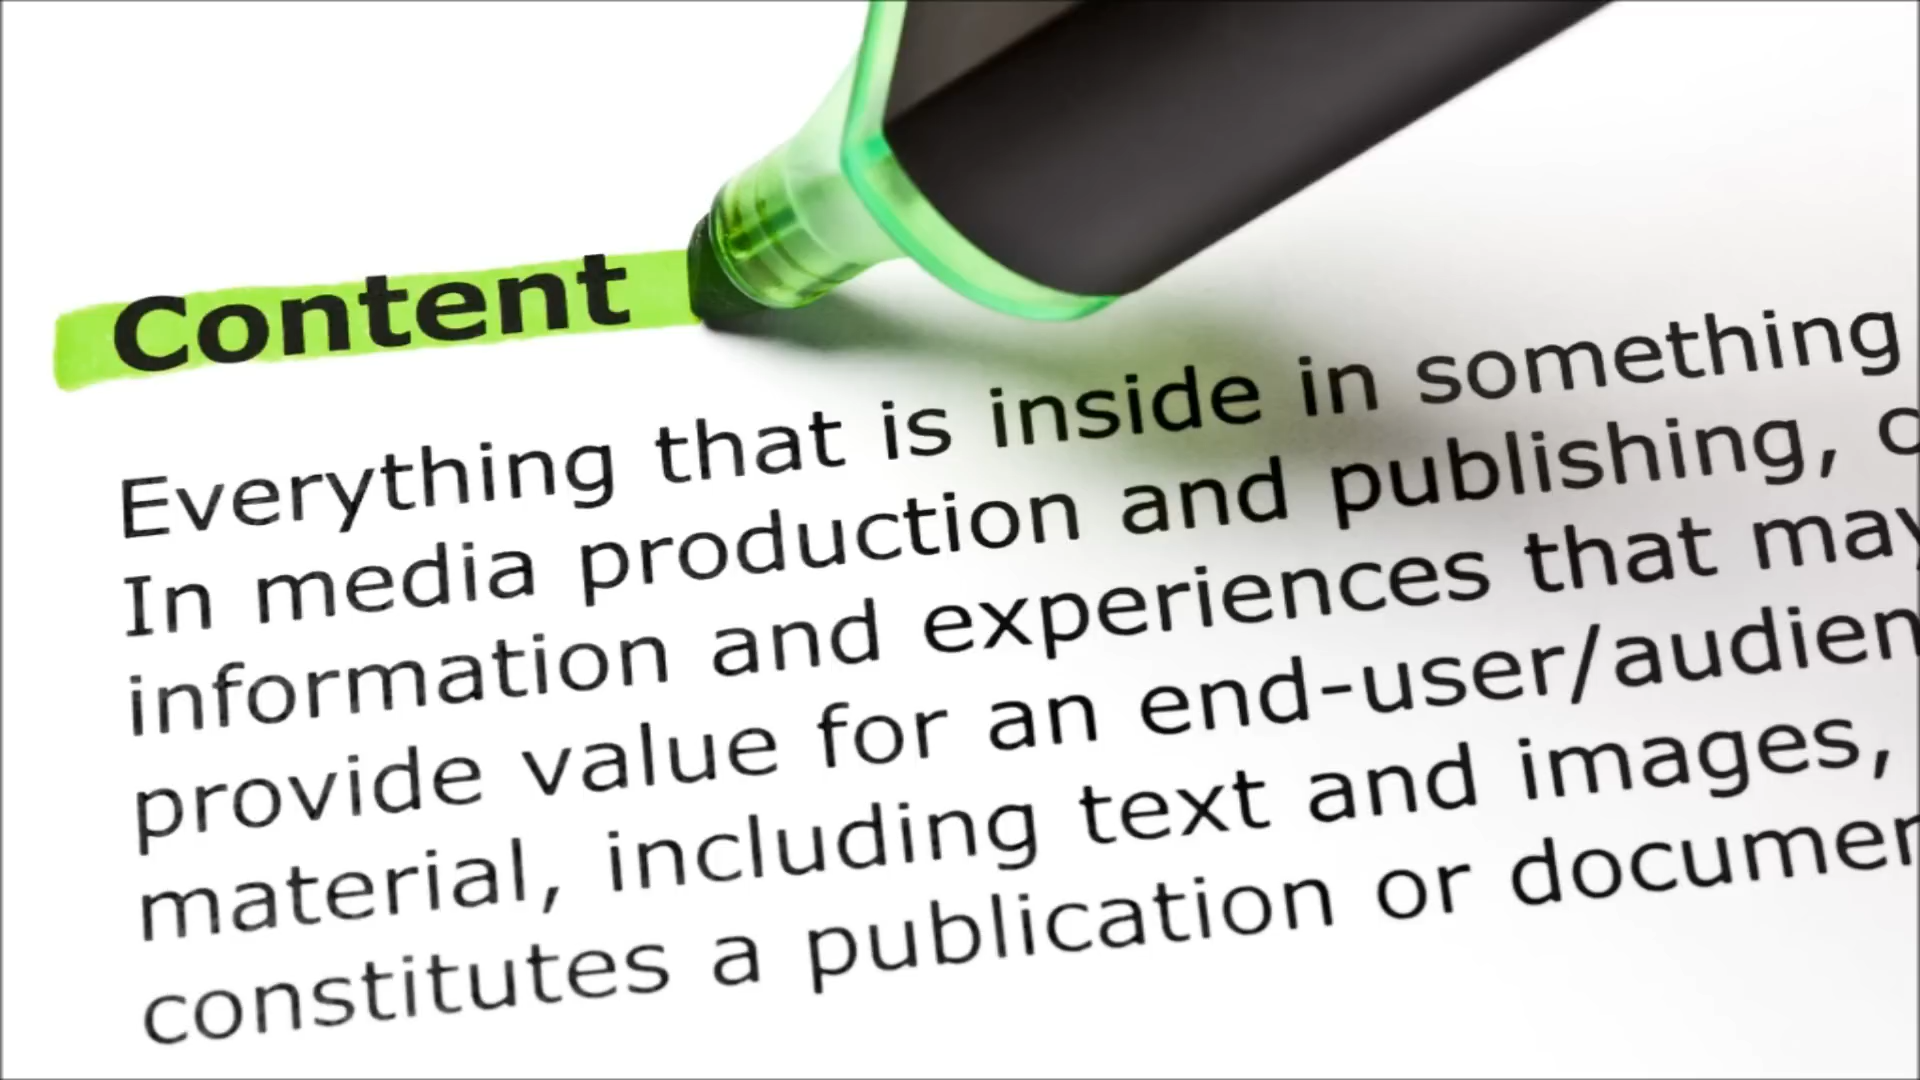 Content
Everything that is inside in something
In media production and publishing,
information and experiences that may
provide value for an end-user/
material, including text and images,
constitutes a publication or